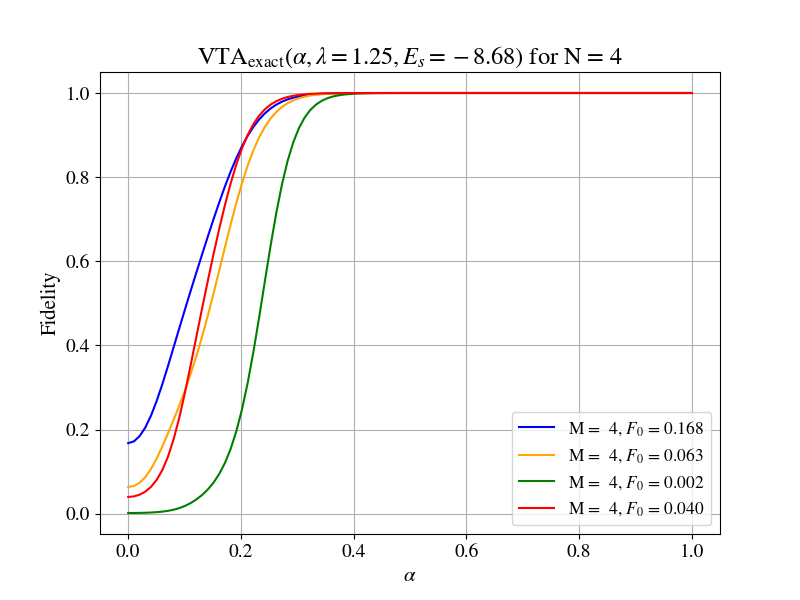 VTA_exact(α, λ = 1.25, E_s = −8.68) for N = 4
Fidelity
1.0
0.8
0.6
0.4
0.2
0.0
M = 4, F_0 = 0.168
M = 4, F_0 = 0.063
M = 4, F_0 = 0.002
M = 4, F_0 = 0.040
0.0 0.2 0.4 0.6 0.8 1.0
α